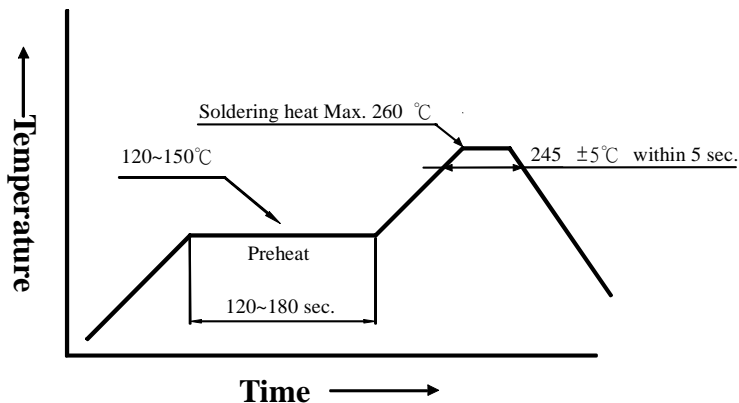 Soldering heat Max. 260 ℃
120~150℃
245 ±5℃ within 5 sec.
Temperature
Preheat
120~180 sec.
Time